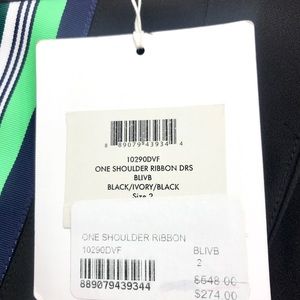 8 89079 43934 4
10290DVF
ONE SHOULDER RIBBON DRS
BLIVB
BLACK/IVORY/BLACK
Size 2
ONE SHOULDER RIBBON
10290DVF BLIVB
2
889079439344
$548.00
$274.00